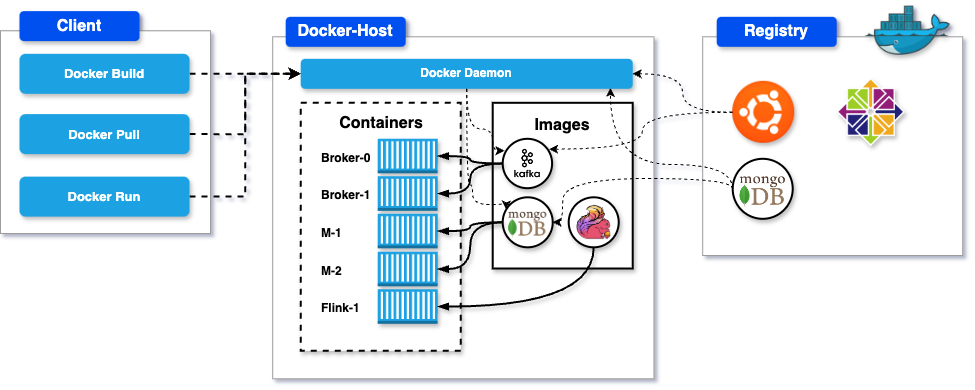 Client
Docker Build
Docker Pull
Docker Run
Docker-Host
Docker Daemon
Containers
Broker-0
Broker-1
M-1
M-2
Flink-1
Images
kafka
mongo
DB
Registry
mongo
DB